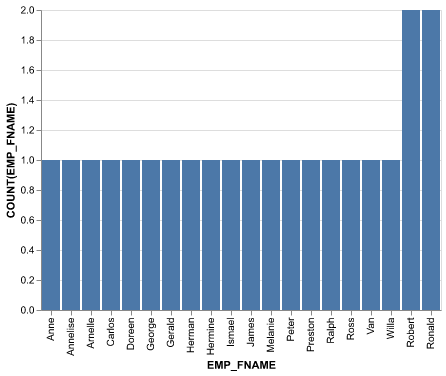 2.0
1.8
1.6
1.4
1.2
1.0
0.8
0.6
0.4
0.2
0.0
COUNT(EMP_FNAME)
Anne
Annelise
Arnelle
Carlos
Doreen
George
Gerald
Herman
Hermine
Ismael
James
Melanie
Peter
Preston
Ralph
Ross
Van
Willa
Robert
Ronald
EMP_FNAME